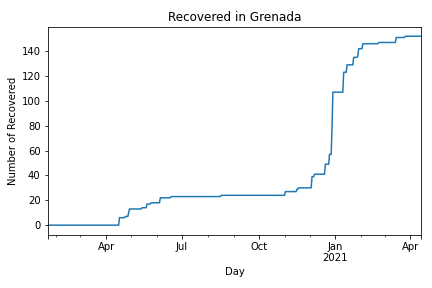 Recovered in Grenada
Number of Recovered
140
120
100
80
60
40
20
0
Apr
Jul
Oct
Jan
2021
Apr
Day